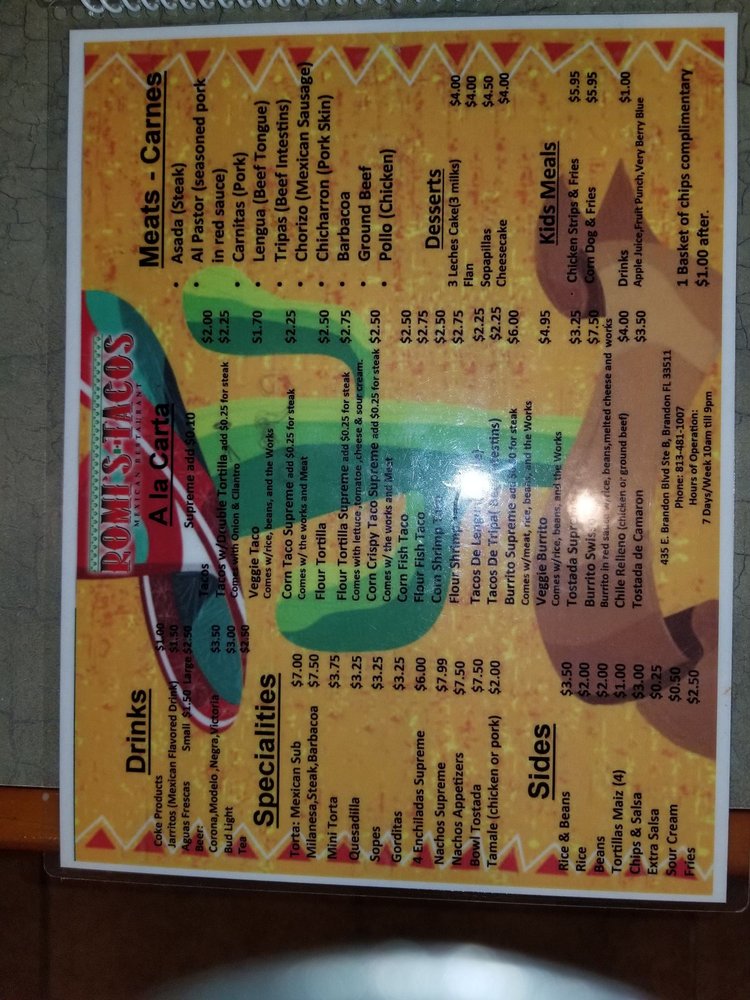 ROMI'S TACOS
MEXICAN RESTAURANT
Drinks
Coke Products $1.00
Jarritos (Mexican Flavored Drink) $1.50
Aguas Frescas Small $1.50 Large $2.50
Beer:
Corona,Modelo ,Negra,Victoria $3.50
Bud Light $3.00
Tea $2.50
Specialities
Torta: Mexican Sub $7.00
Milanesa,Steak,Barbacoa $7.50
Mini Torta $3.75
Quesadilla $3.25
Sopes $3.25
Gorditas $3.25
4 Enchiladas Supreme $6.00
Nachos Supreme $7.99
Nachos Appetizers $7,50
Bowl Tostada $7.50
Tamale (chicken or pork) $2.00
Sides
Rice & Beans $3.50
Rice $2.00
Beans $2.00
Tortillas Maiz (4) $1.00
Chips & Salsa $3.00
Extra Salsa $0.25
Sour Cream $0.50
Fries $2.50
A la Carta
Supreme add $0.10
Tacos $2.00
Tacos w/Double Tortilla add $0.25 for steak $2.25
Comes with Onion & Cilantro
Veggie Taco $1.70
Comes w/rice, beans, and the Works
Corn Taco Supreme add $0.25 for steak $2.25
Comes w/ the works and Meat
Flour Tortilla $2.50
Flour Tortilla Supreme add $0.25 for steak $2.75
Comes with lettuce ,tomatoe ,cheese & sour cream.
Corn Crispy Taco Supreme add $0.25 for steak $2.50
Comes w/ the works and Meat
Corn Fish Taco $2.50
Flour Fish Taco $2.75
Corn Shrimp Taco $2.50
Flour Shrimp $2.75
Tacos De Lengua $2.25
Tacos De Tripa( Beef Intestins) $2.25
Burrito Supreme add for steak $6.00
Comes w/meat, rice, beans, and the Works
Veggie Burrito $4.95
Comes w/rice, beans, and the Works
Tostada Supr $3.25
Burrito Swiss $7.50
Burrito in red sauce w/rice, beans,melted cheese and works
Chile Relleno (chicken or ground beef) $4.00
Tostada de Camaron $3.50
435 E. Brandon Blvd Ste B, Brandon FL 33511
Phone: 813-481-1007
Hours of Operation:
7 Days/Week 10am till 9pm
Meats - Carnes
• Asada (Steak)
• Al Pastor (seasoned pork
in red sauce)
• Carnitas (Pork)
• Lengua (Beef Tongue)
• Tripas (Beef Intestins)
• Chorizo (Mexican Sausage)
• Chicharron (Pork Skin)
• Barbacoa
• Ground Beef
• Pollo (Chicken)
Desserts
3 Leches Cake(3 milks) $4.00
Flan $4.00
Sopapillas $4.50
Cheesecake $4.00
Kids Meals
Chicken Strips & Fries $5.95
Corn Dog & Fries $5.95
Drinks $1.00
Apple Juice,Fruit Punch,Very Berry Blue
1 Basket of chips complimentary
$1.00 after.